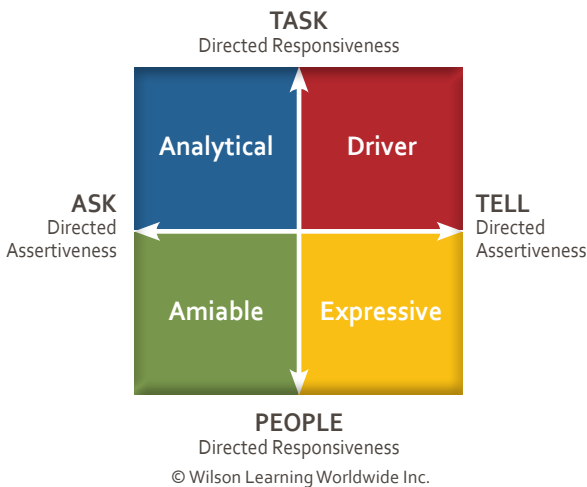 TASK
Directed Responsiveness
Analytical
Driver
ASK
Directed
Assertiveness
TELL
Directed
Assertiveness
Amiable
Expressive
PEOPLE
Directed Responsiveness
© Wilson Learning Worldwide Inc.